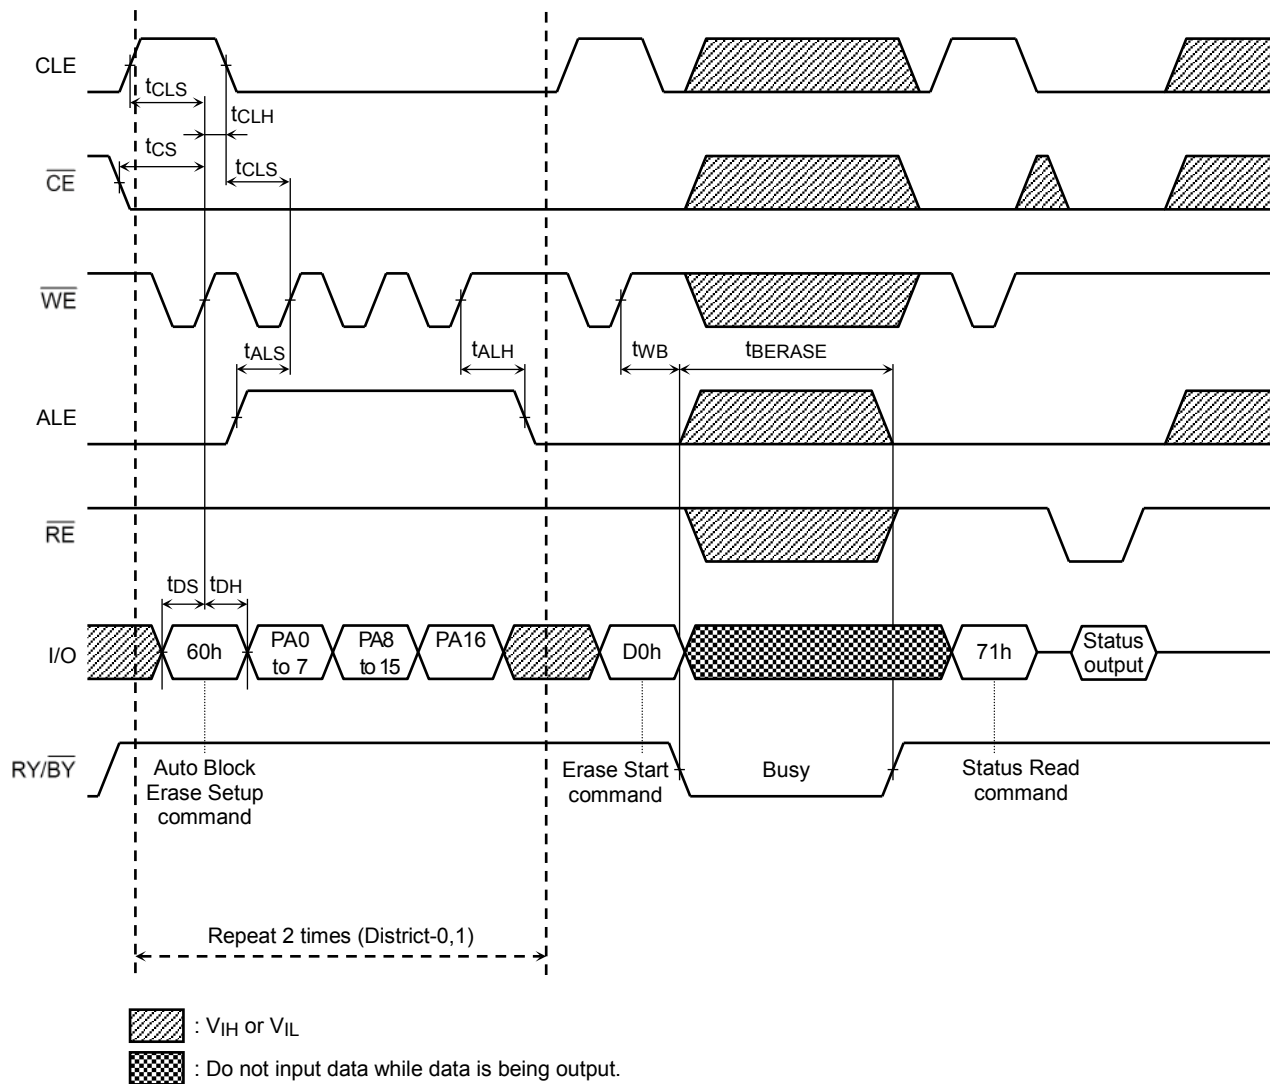 CLE
tCLS
tCLH
tCS
tCLS
CE
WE
tALS
tALH
tWB
tBERASE
ALE
RE
tDS
tDH
I/O
60h
PA0
to 7
PA8
to 15
PA16
D0h
71h
Status
output
RY/BY
Auto Block
Erase Setup
command
Erase Start
command
Busy
Status Read
command
Repeat 2 times (District-0,1)
: VIH or VIL
: Do not input data while data is being output.